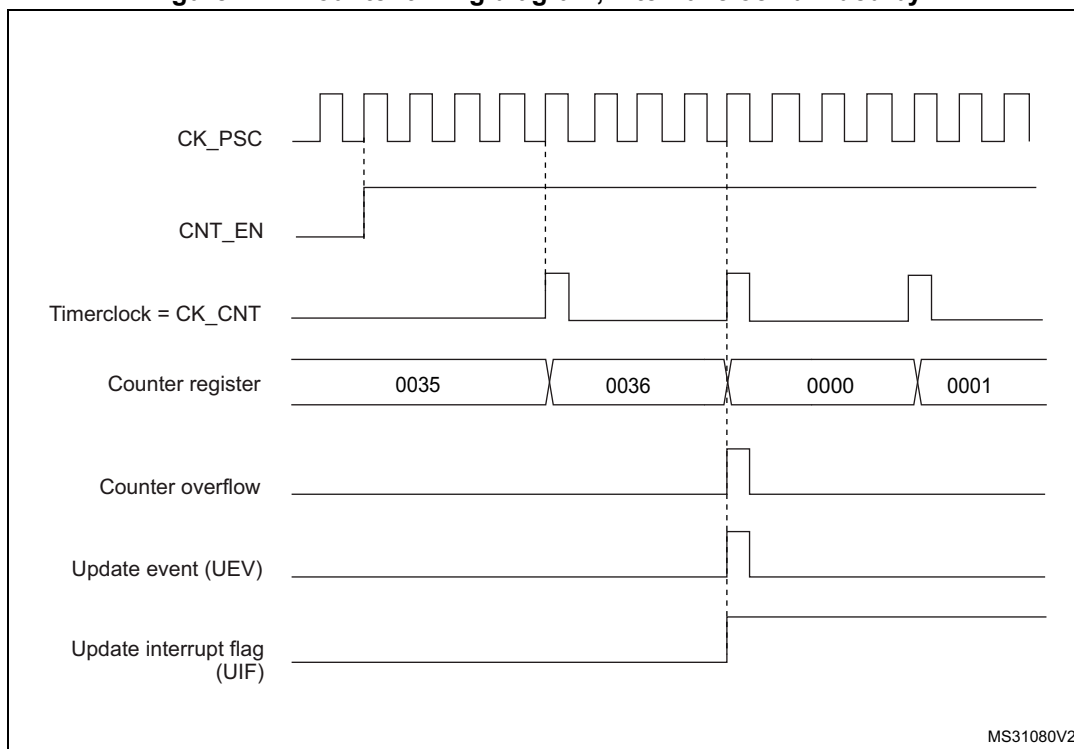 CK_PSC
CNT_EN
Timerclock = CK_CNT
Counter register
0035
0036
0000
0001
Counter overflow
Update event (UEV)
Update interrupt flag
(UIF)
MS31080V2